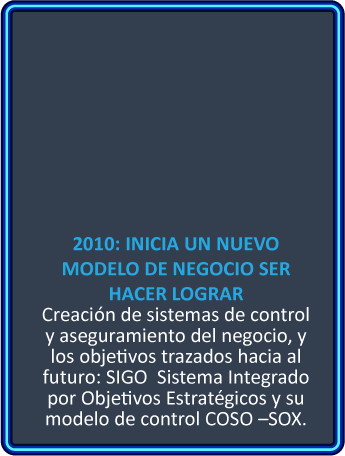 2010: INICIA UN NUEVO
MODELO DE NEGOCIO SER
HACER LOGRAR
Creación de sistemas de control
y aseguramiento del negocio, y
los objetivos trazados hacia al
futuro: SIGO  Sistema Integrado
por Objetivos Estratégicos y su
modelo de control COSO –SOX.